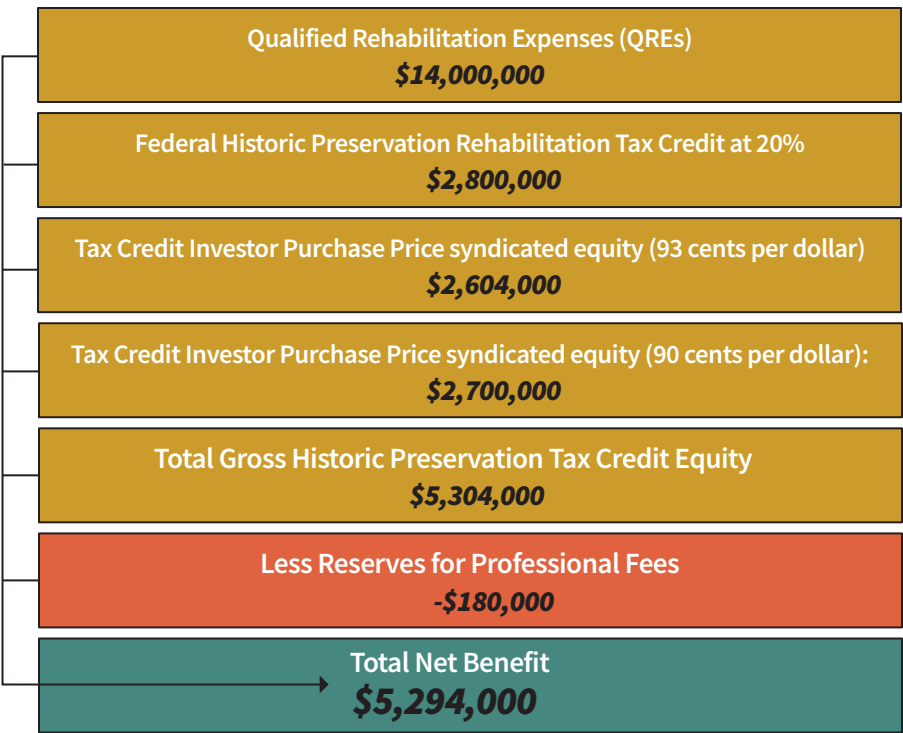 Qualified Rehabilitation Expenses (QREs)
$14,000,000
Federal Historic Preservation Rehabilitation Tax Credit at 20%
$2,800,000
Tax Credit Investor Purchase Price syndicated equity (93 cents per dollar)
$2,604,000
Tax Credit Investor Purchase Price syndicated equity (90 cents per dollar):
$2,700,000
Total Gross Historic Preservation Tax Credit Equity
$5,304,000
Less Reserves for Professional Fees
-$180,000
Total Net Benefit
$5,294,000